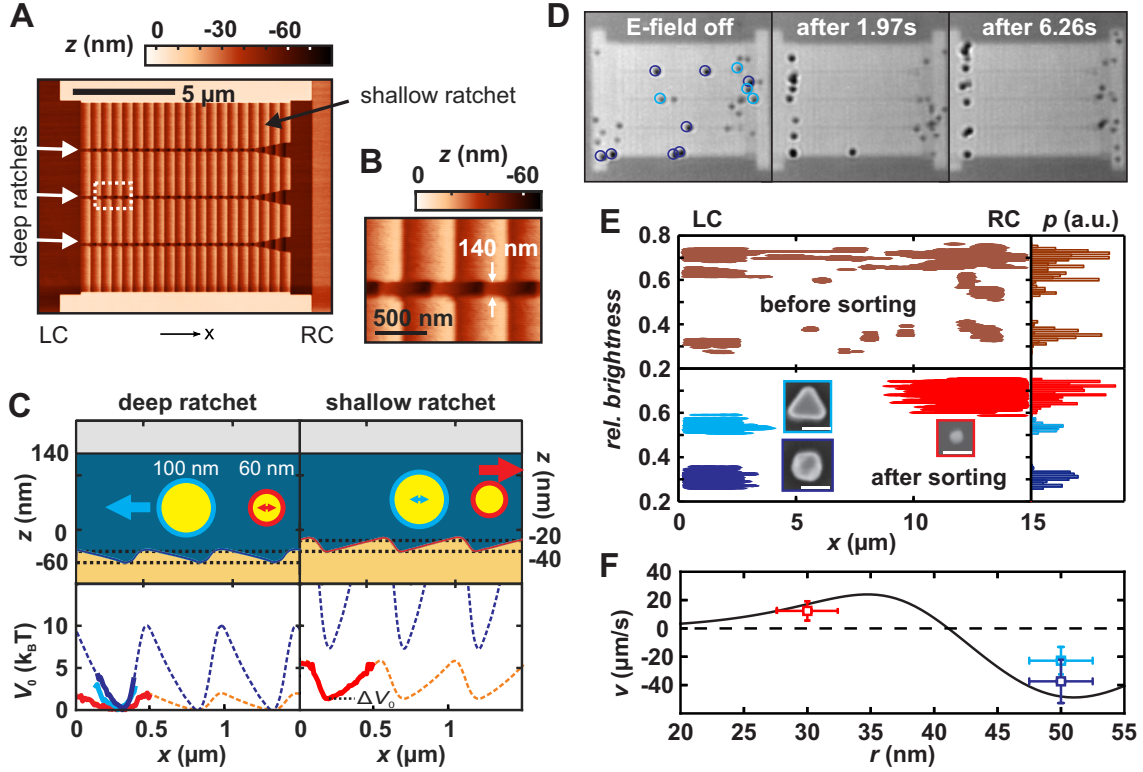 A
z (nm)
0 -30 -60
5 µm
shallow ratchet
deep ratchets
LC
x
RC
B
z (nm)
0 -60
140 nm
500 nm
C
deep ratchet
shallow ratchet
140
100 nm
60 nm
z (nm)
z (nm)
0
-20
-40
-60
10
5
0
V₀ (k_BT)
ΔV₀
0 0.5 1
0 0.5 1
x (µm)
x (µm)
D
E-field off
after 1.97s
after 6.26s
E
LC
RC
p (a.u.)
0.8
0.6
0.4
0.2
before sorting
rel. brightness
0.6
0.4
0.2
after sorting
0 5 10 15
x (µm)
F
40
20
0
-20
-40
v (µm/s)
20 25 30 35 40 45 50 55
r (nm)